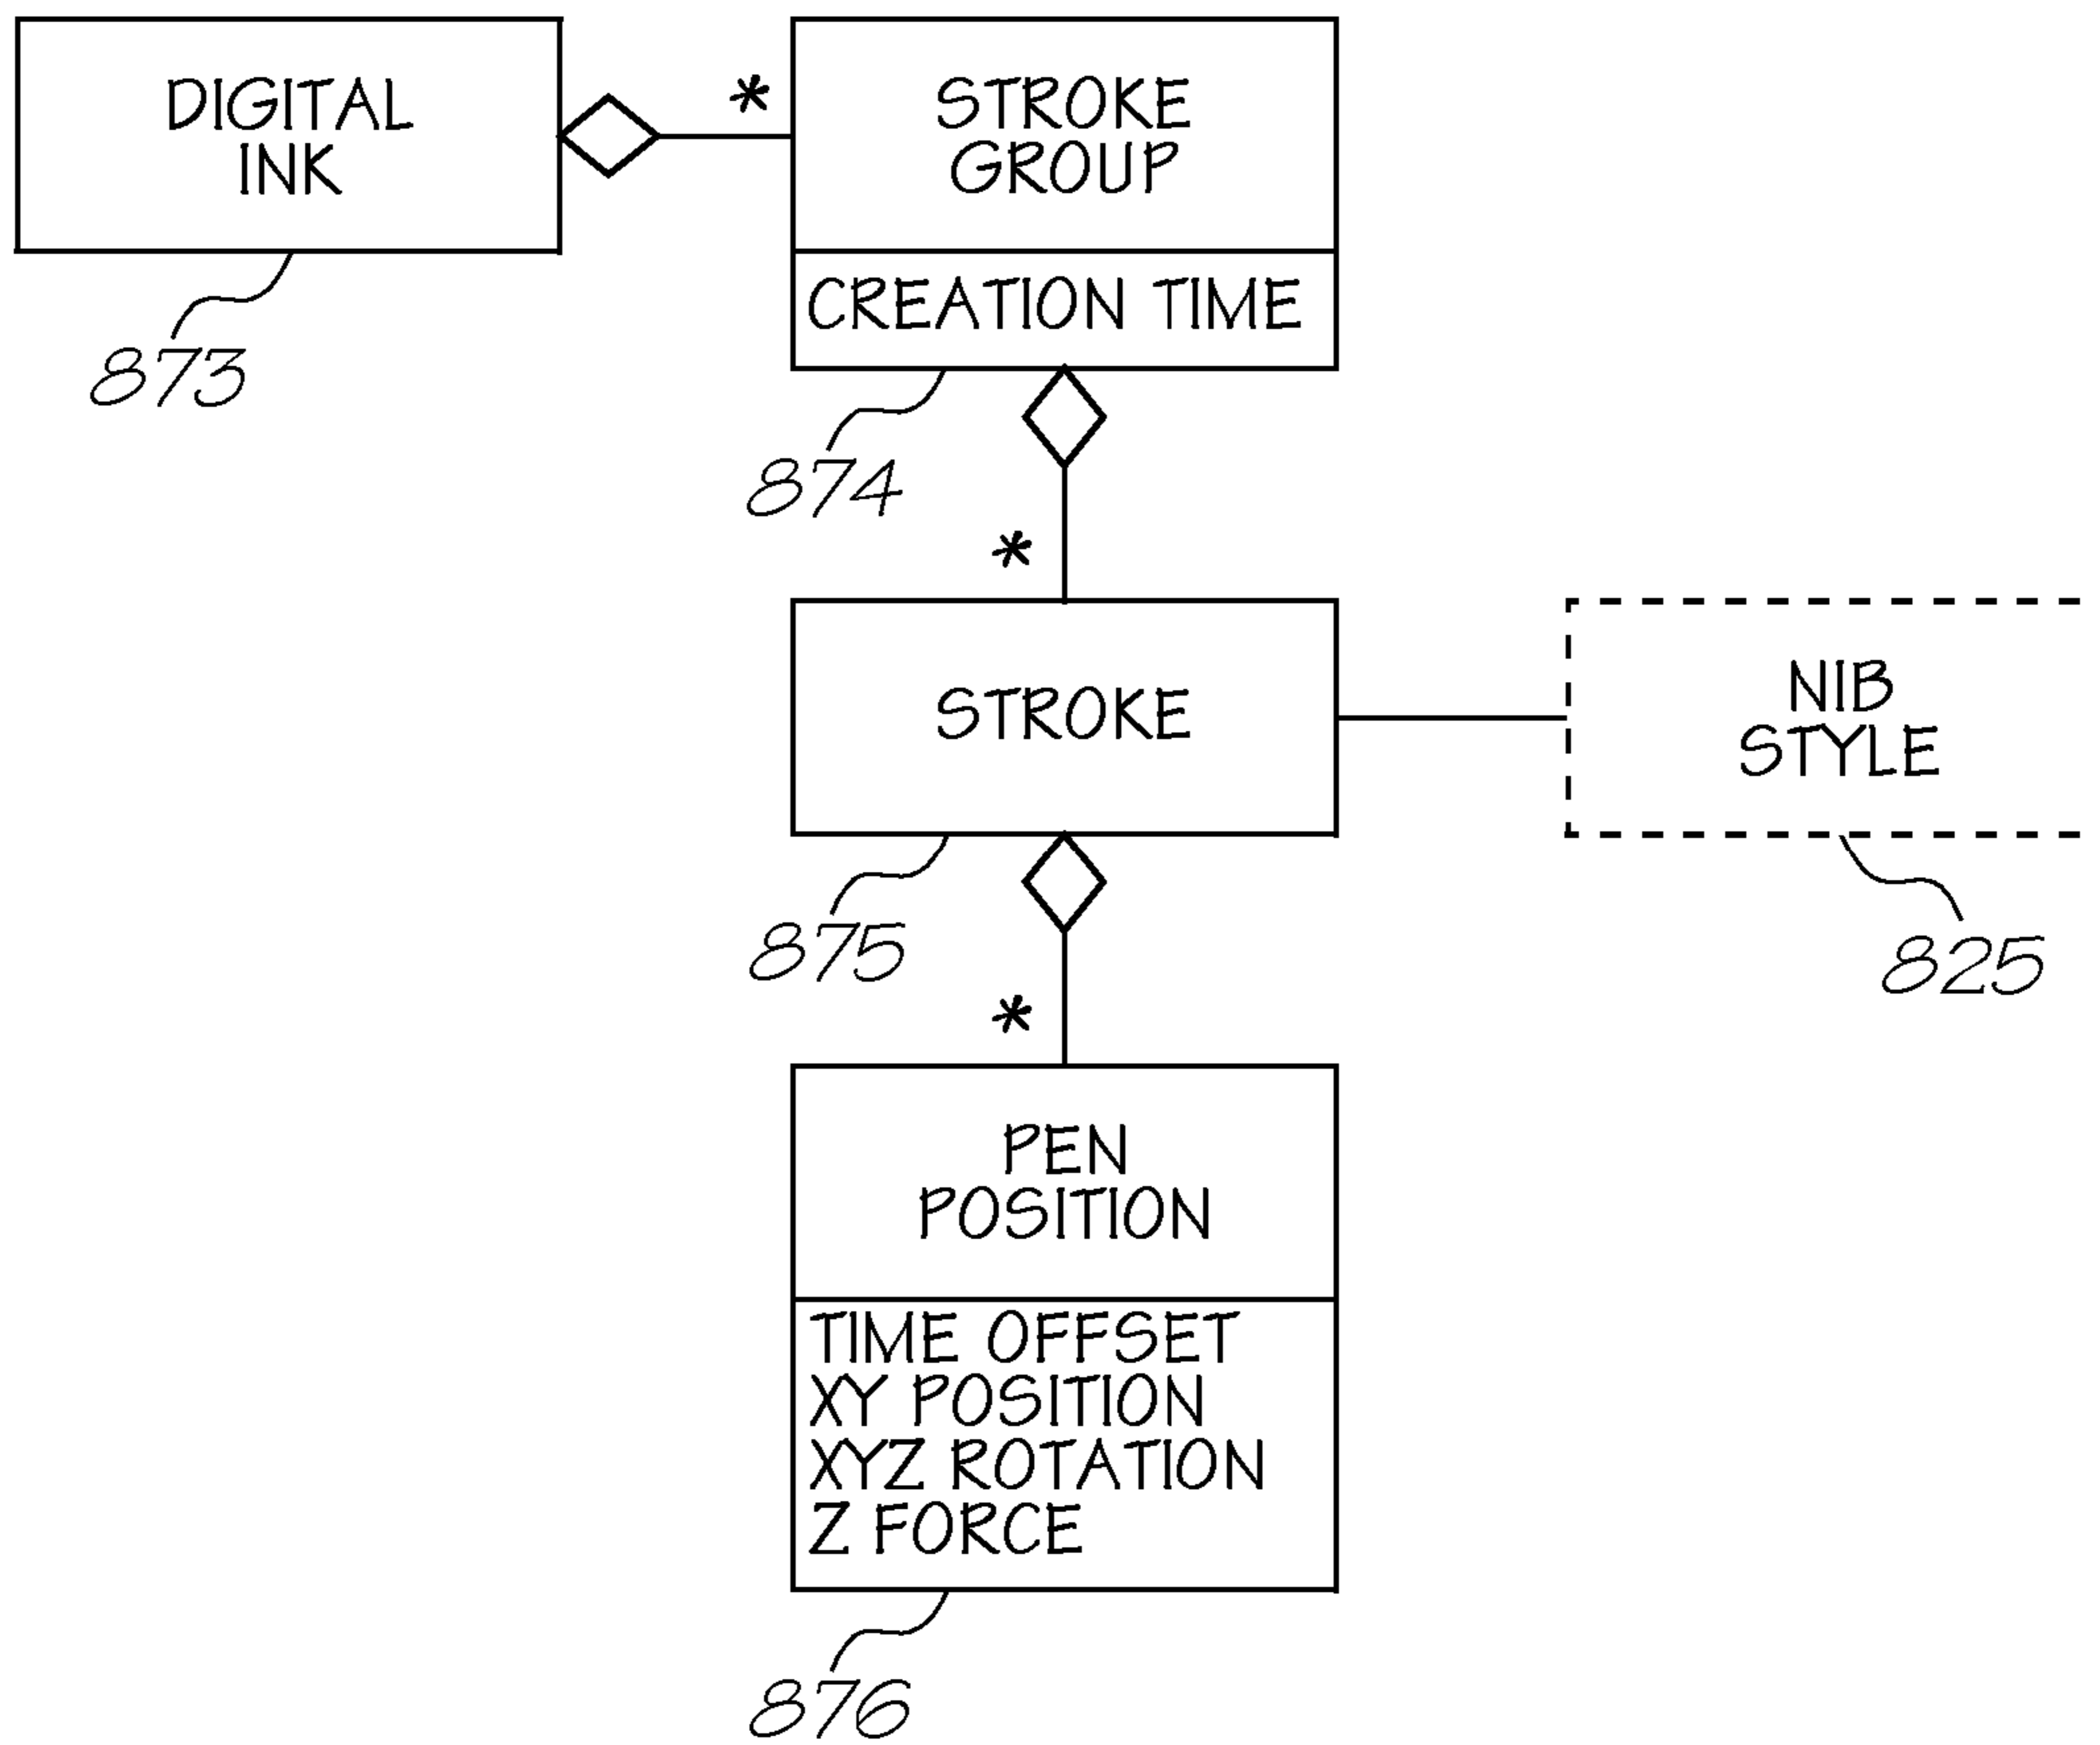 DIGITAL
INK
*
STROKE
GROUP
CREATION TIME
873
874
*
STROKE
NIB
STYLE
875
825
*
PEN
POSITION
TIME OFFSET
XY POSITION
XYZ ROTATION
Z FORCE
876